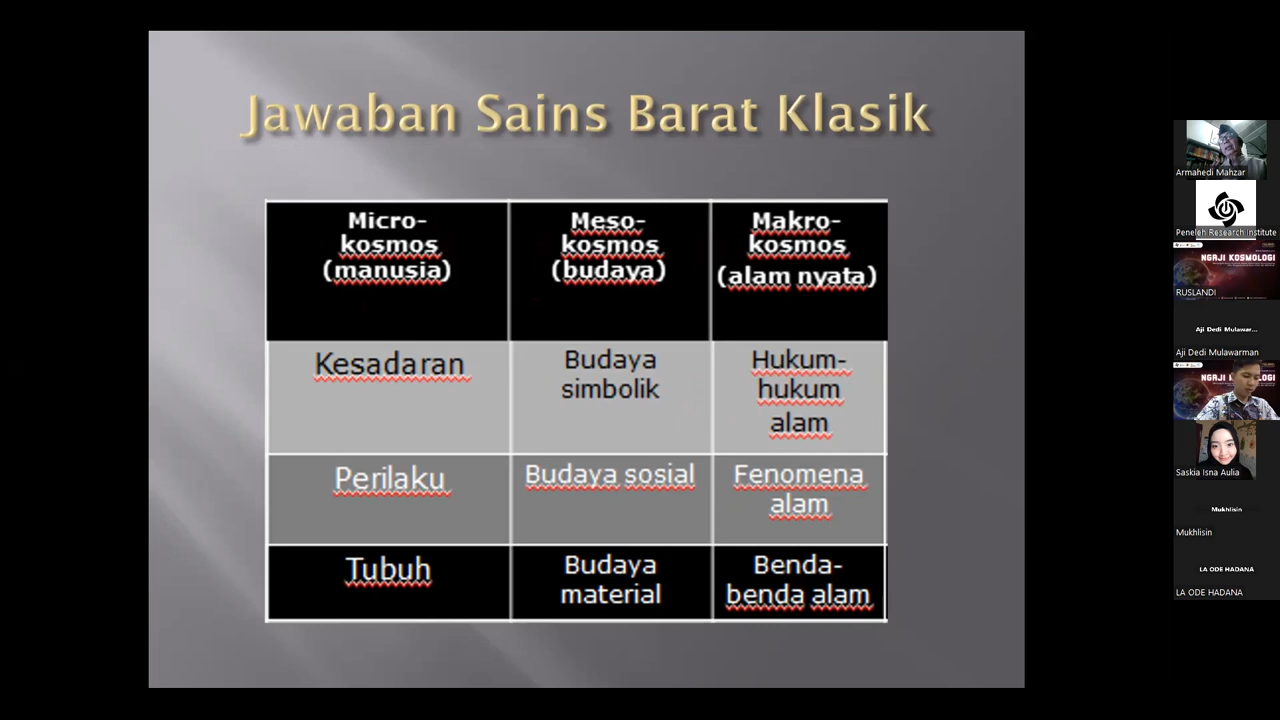 Jawaban Sains Barat Klasik
Micro-
kosmos
(manusia)
Meso-
kosmos
(budaya)
Makro-
kosmos
(alam nyata)
Kesadaran
Budaya
simbolik
Hukum-
hukum
alam
Perilaku
Budaya sosial
Fenomena
alam
Tubuh
Budaya
material
Benda-
benda alam
Armahedi Mahzar
Peneleh Research Institute
NGAJI KOSMOLOGI
RUSLANDI
Aji Dedi Mulawar...
Aji Dedi Mulawarman
Saskia Isna Aulia
Mukhlisin
Mukhlisin
LA ODE HADANA
LA ODE HADANA